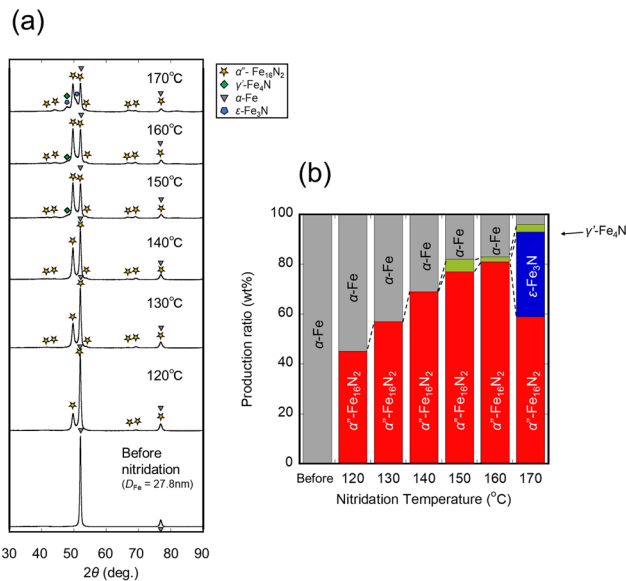 (a)
170°C
160°C
150°C
140°C
130°C
120°C
Before
nitridation
(D_Fe = 27.8nm)
30 40 50 60 70 80 90
2θ (deg.)
α''- Fe16N2
γ'-Fe4N
α-Fe
ε-Fe3N
(b)
Production ratio (wt%)
100
80
60
40
20
0
α-Fe
α-Fe
α-Fe
α-Fe
α-Fe
α-Fe
γ'-Fe4N
ε-Fe3N
α''-Fe16N2
α''-Fe16N2
α''-Fe16N2
α''-Fe16N2
α''-Fe16N2
α''-Fe16N2
Before 120 130 140 150 160 170
Nitridation Temperature (°C)